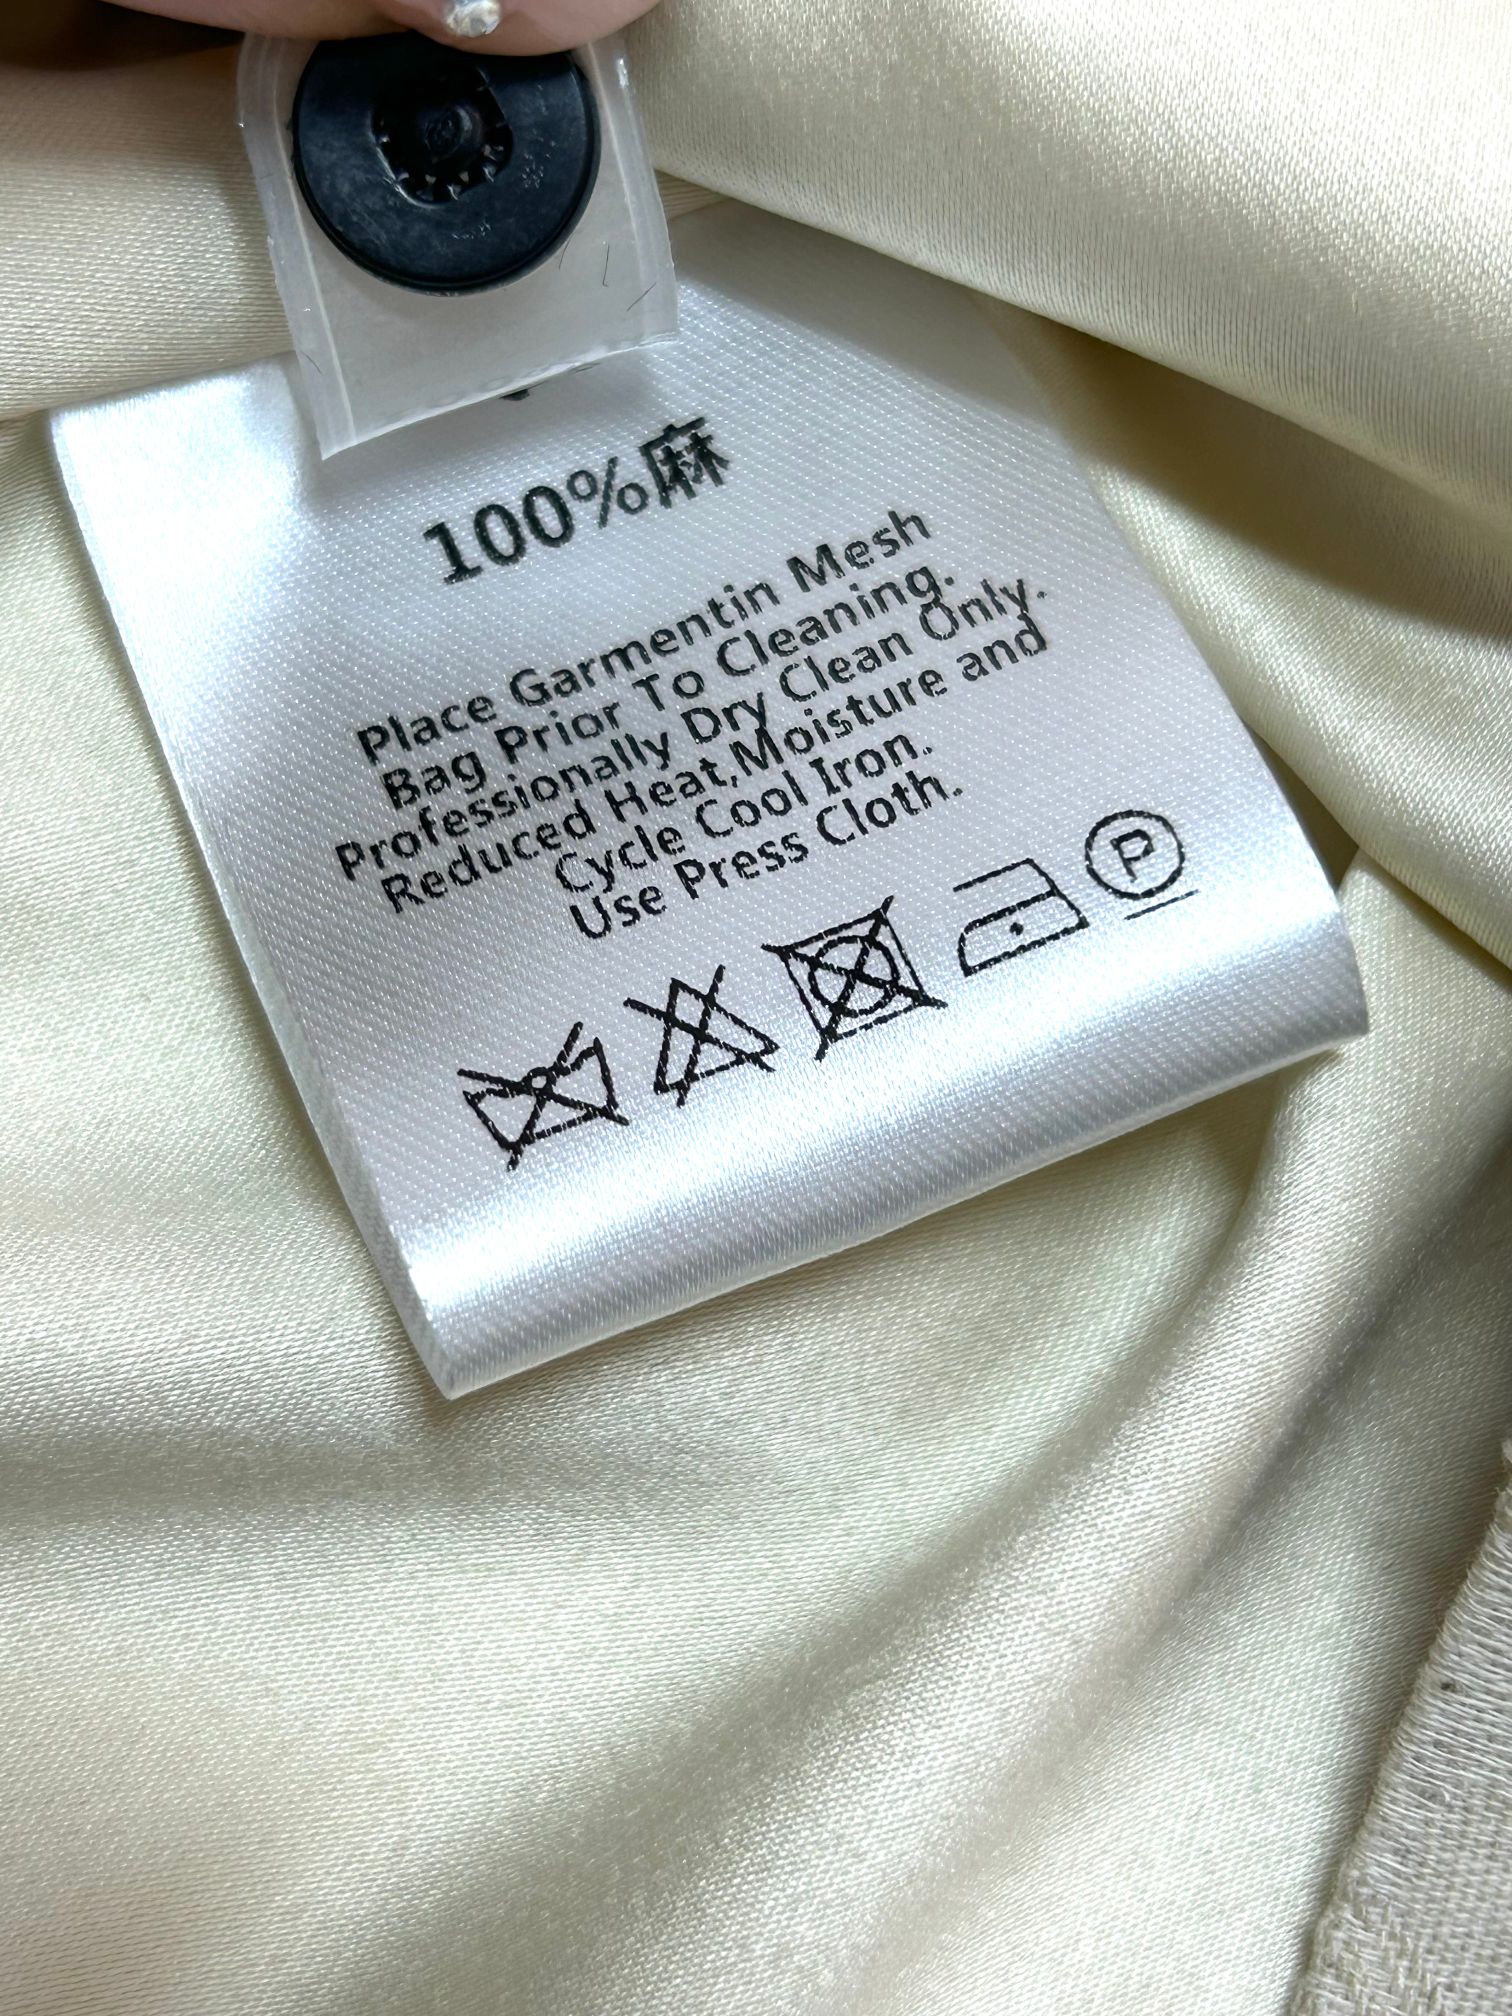 100%麻
Place Garmentin Mesh
Bag Prior To Cleaning.
Professionally Dry Clean Only.
Reduced Heat,Moisture and
Cycle Cool Iron.
Use Press Cloth.
P